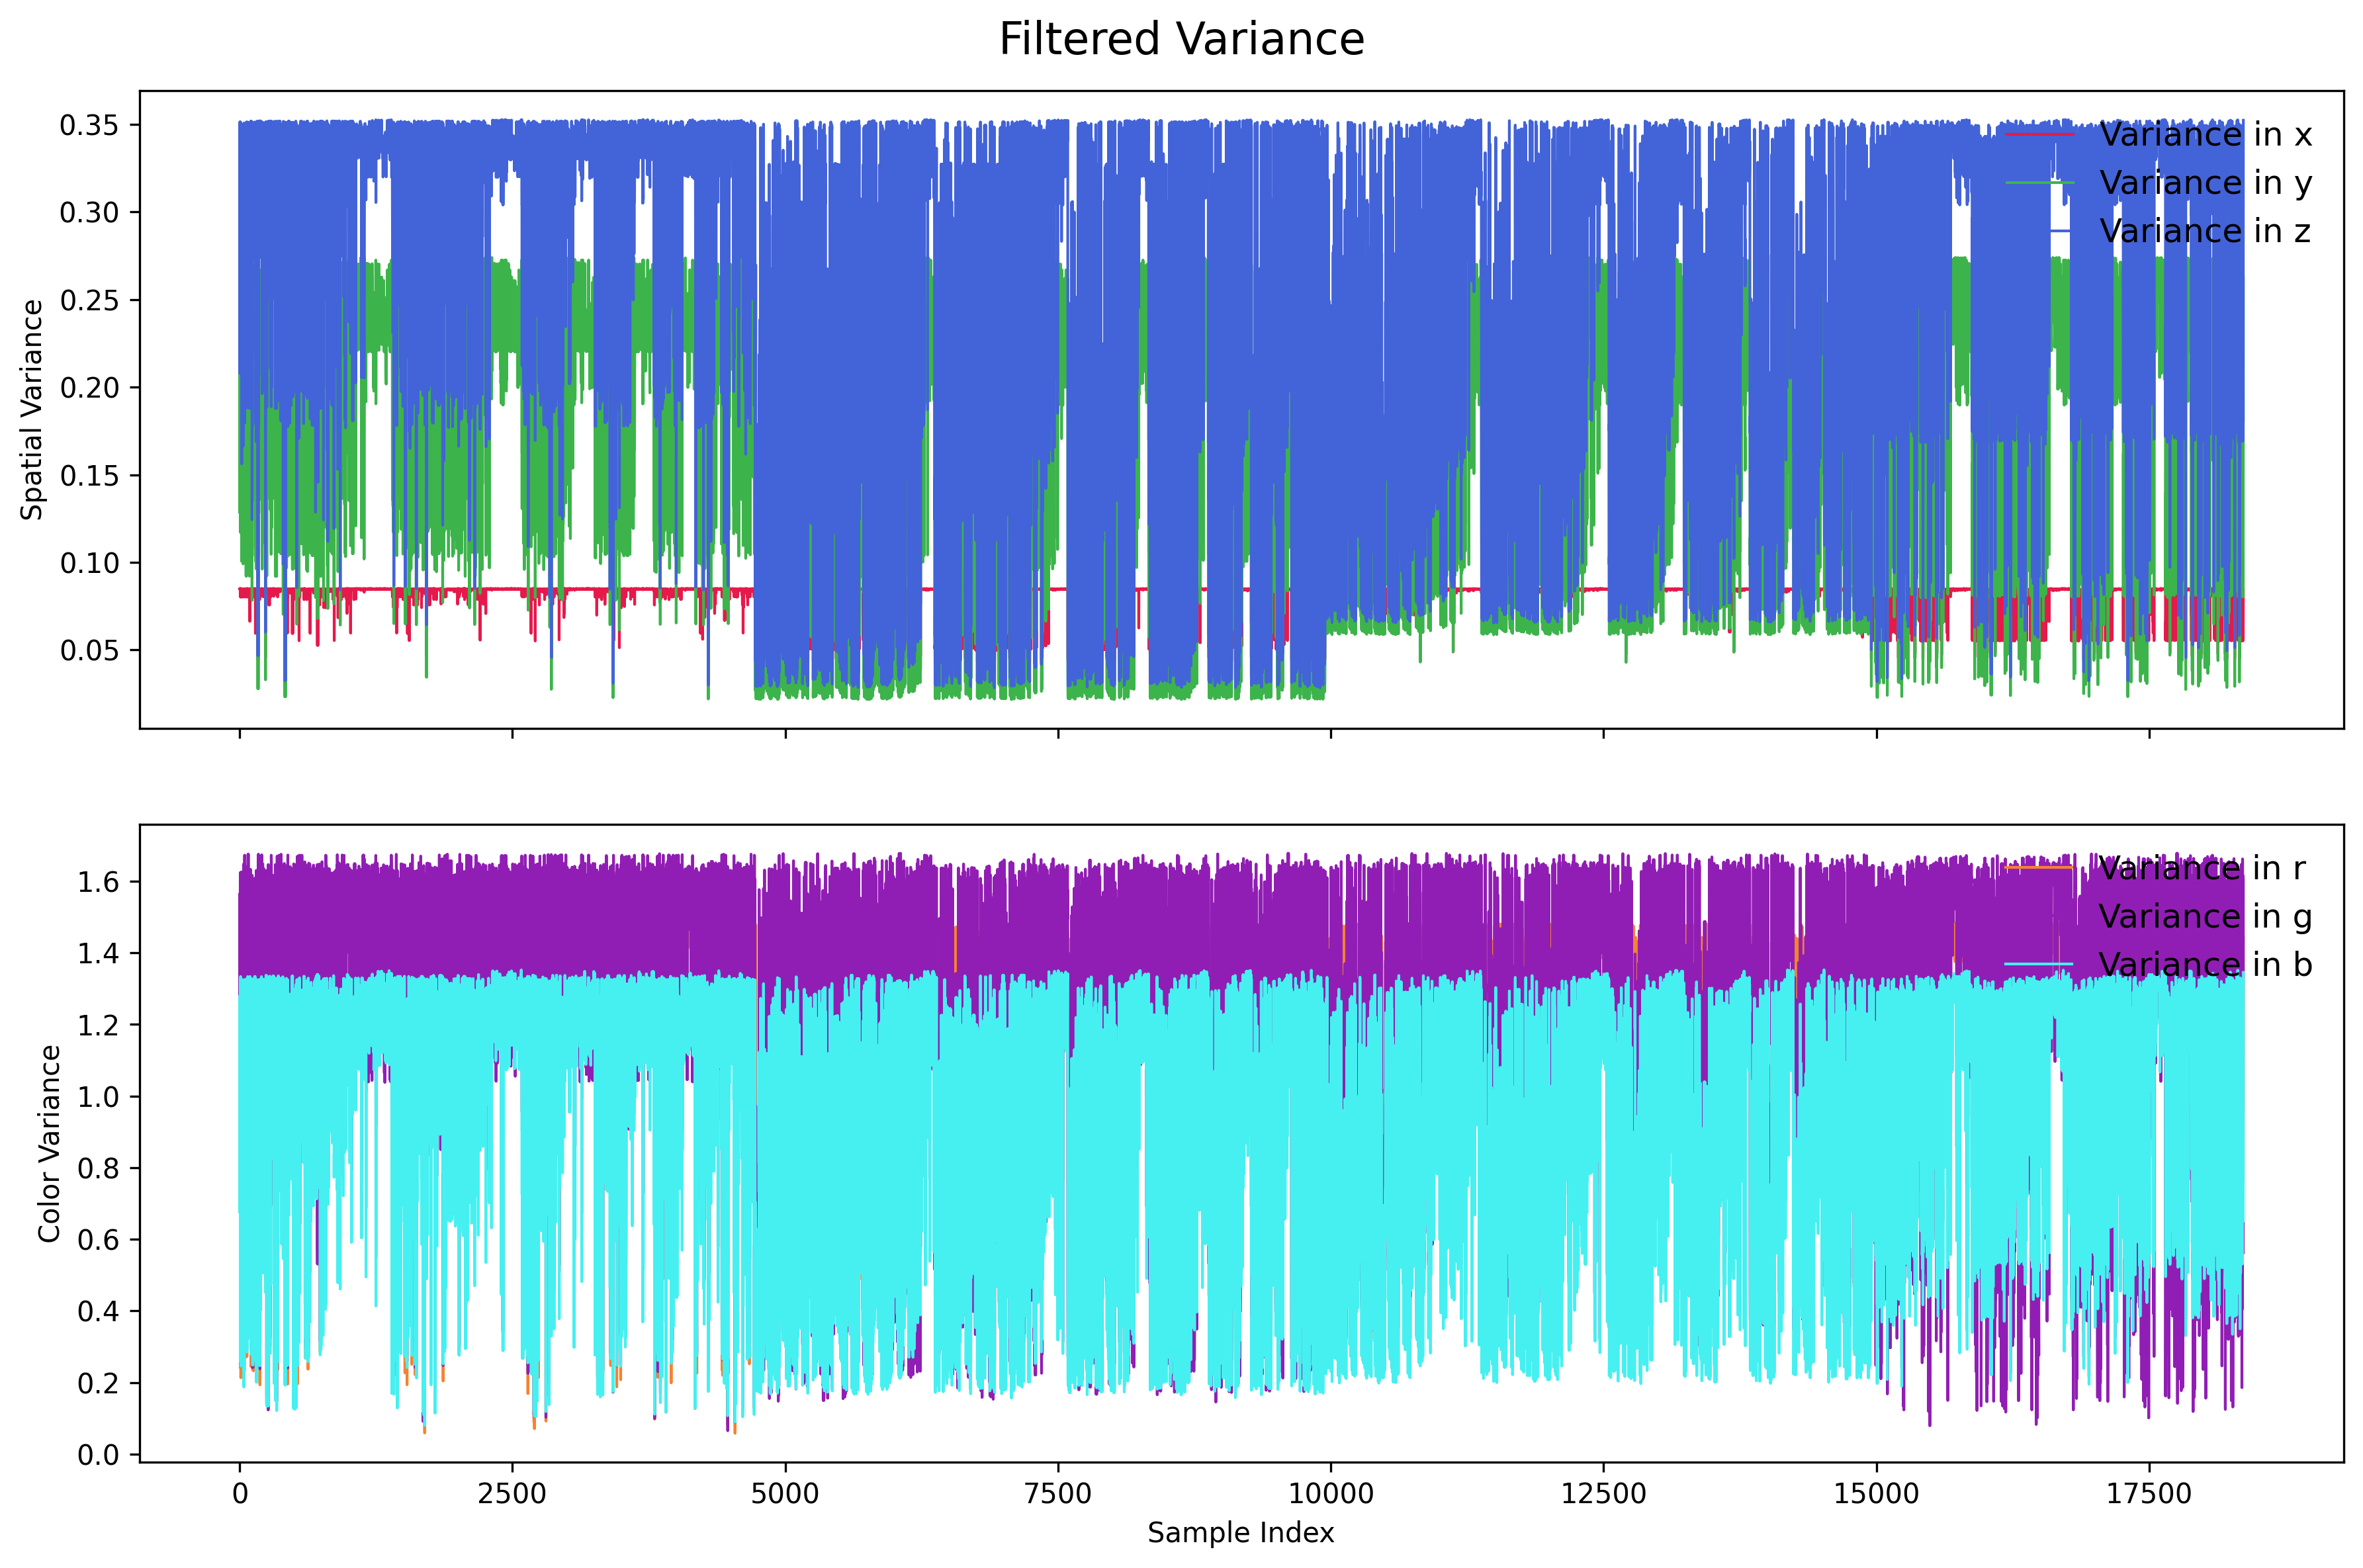 Filtered Variance
0.35
0.30
0.25
0.20
0.15
0.10
0.05
Spatial Variance
Variance in x
Variance in y
Variance in z
1.6
1.4
1.2
1.0
0.8
0.6
0.4
0.2
0.0
Color Variance
Variance in r
Variance in g
Variance in b
0 2500 5000 7500 10000 12500 15000 17500
Sample Index